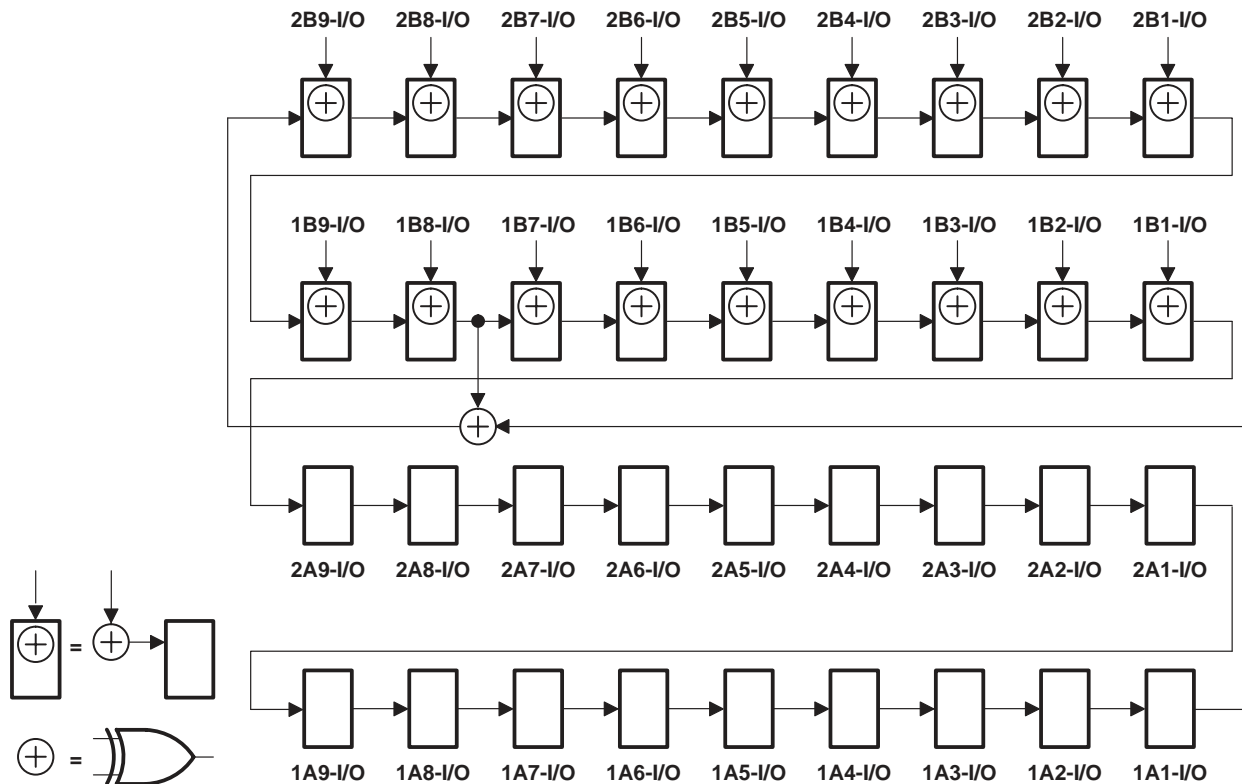 2B9-I/O 2B8-I/O 2B7-I/O 2B6-I/O 2B5-I/O 2B4-I/O 2B3-I/O 2B2-I/O 2B1-I/O
1B9-I/O 1B8-I/O 1B7-I/O 1B6-I/O 1B5-I/O 1B4-I/O 1B3-I/O 1B2-I/O 1B1-I/O
2A9-I/O 2A8-I/O 2A7-I/O 2A6-I/O 2A5-I/O 2A4-I/O 2A3-I/O 2A2-I/O 2A1-I/O
=
=
1A9-I/O 1A8-I/O 1A7-I/O 1A6-I/O 1A5-I/O 1A4-I/O 1A3-I/O 1A2-I/O 1A1-I/O